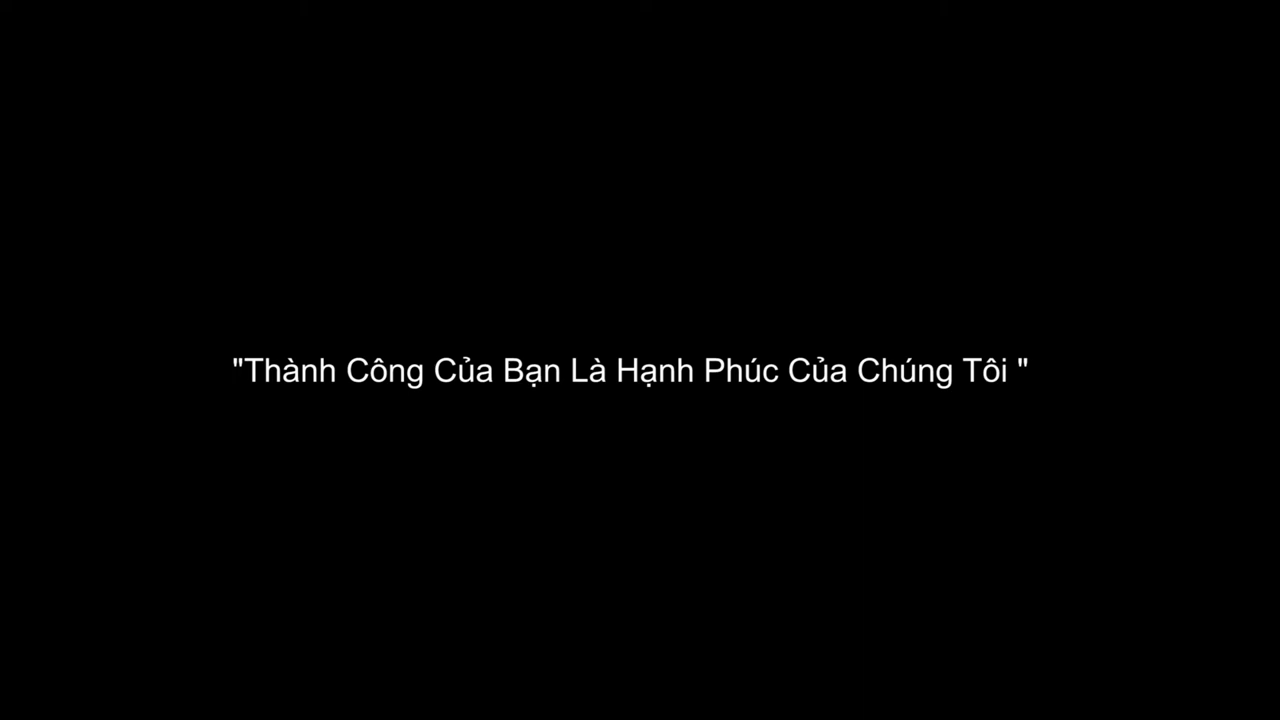 "Thành Công Của Bạn Là Hạnh Phúc Của Chúng Tôi "